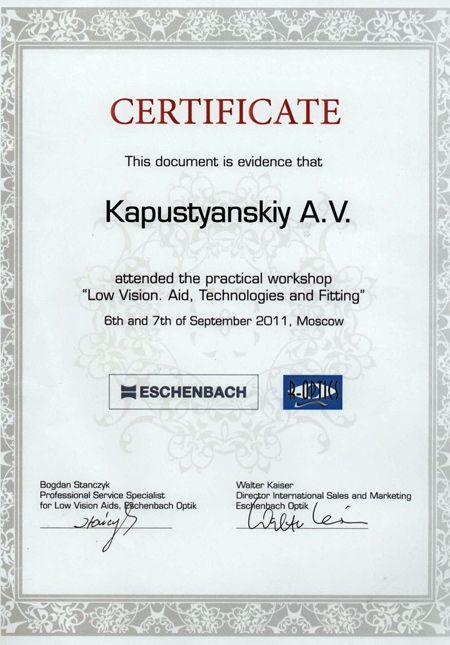 CERTIFICATE
This document is evidence that
Kapustyanskiy A.V.
attended the practical workshop
“Low Vision. Aid, Technologies and Fitting”
6th and 7th of September 2011, Moscow
ESCHENBACH
R-OPTICS
Bogdan Stanczyk
Professional Service Specialist
for Low Vision Aids, Eschenbach Optik
Walter Kaiser
Director International Sales and Marketing
Eschenbach Optik